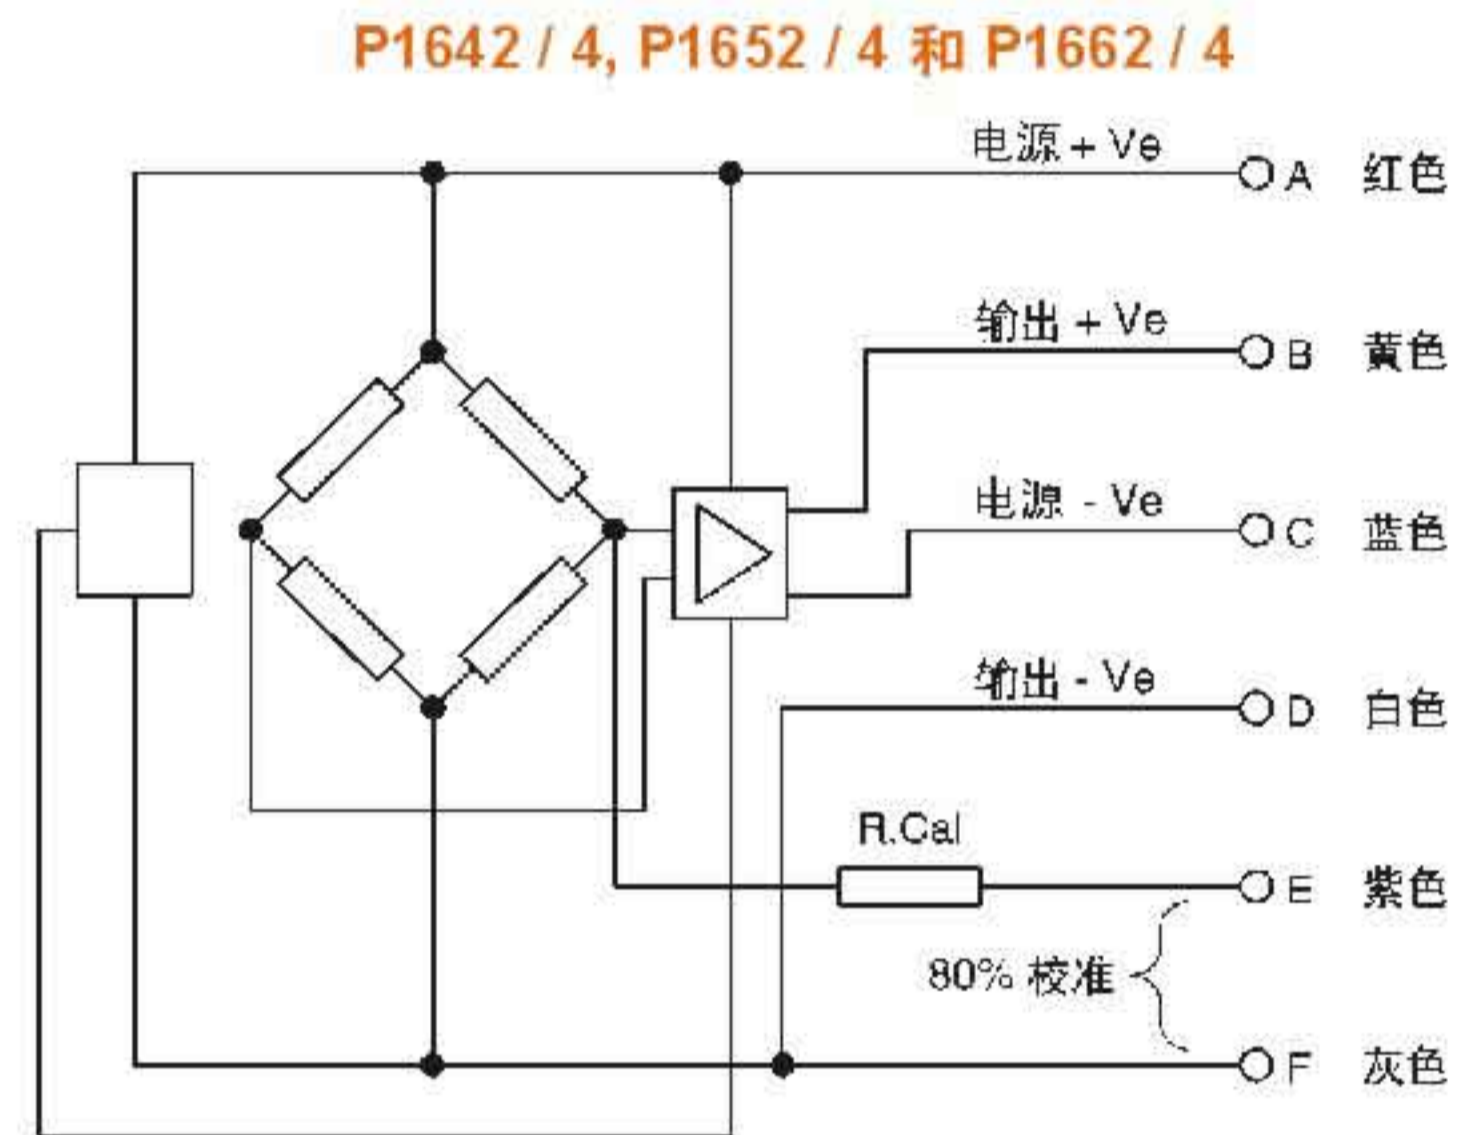 P1642 / 4, P1652 / 4 和 P1662 / 4
电源 + Ve
A 红色
输出 + Ve
B 黄色
电源 - Ve
C 蓝色
输出 - Ve
D 白色
R.Cal
E 紫色
80% 校准
F 灰色